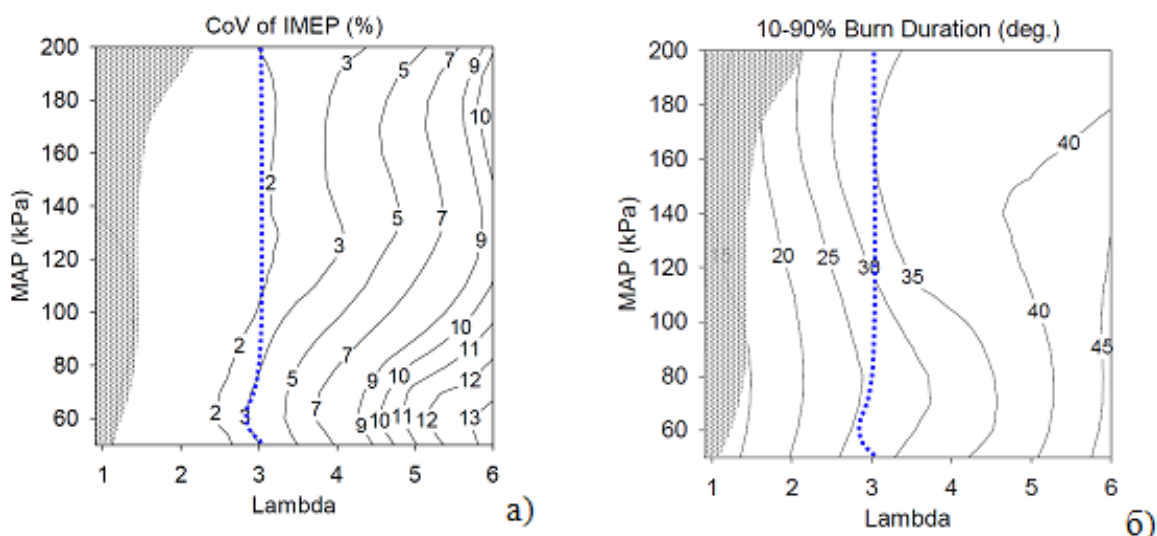 CoV of IMEP (%)
200
180
160
140
120
100
80
60
MAP (kPa)
1 2 3 4 5 6
Lambda
3 5 7 9
10
2
5 7
3 9
2 7 10
5 9 10 11
12
2 3 7 9 10 11 12 13
а)
10-90% Burn Duration (deg.)
200
180
160
140
120
100
80
60
MAP (kPa)
1 2 3 4 5 6
Lambda
40
20 25 30 35
40
45
б)